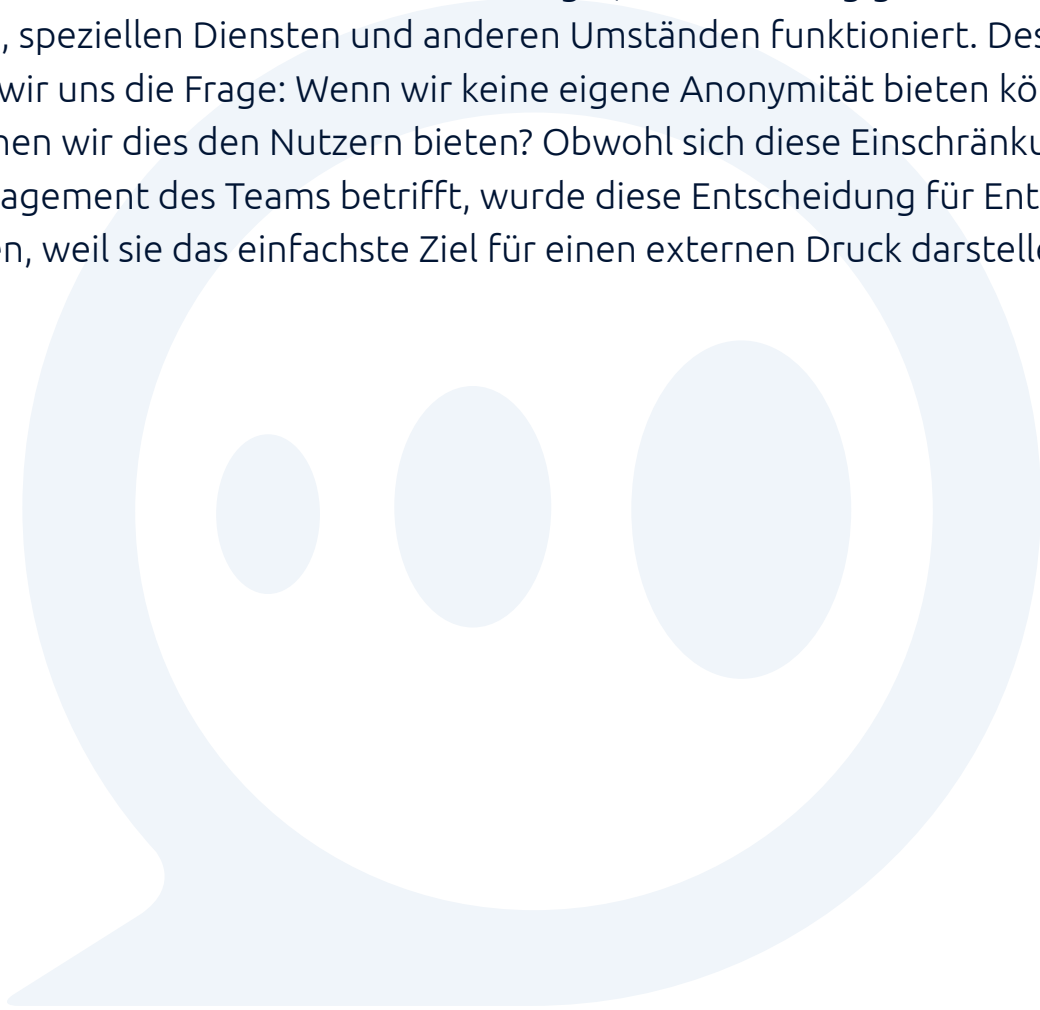 , speziellen Diensten und anderen Umständen funktioniert. Des
wir uns die Frage: Wenn wir keine eigene Anonymität bieten kö
nen wir dies den Nutzern bieten? Obwohl sich diese Einschränku
agement des Teams betrifft, wurde diese Entscheidung für Ent
en, weil sie das einfachste Ziel für einen externen Druck darstelle